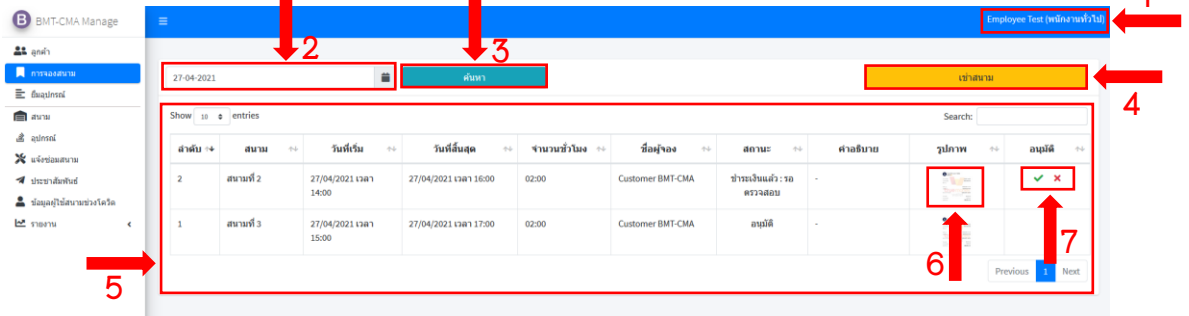 B BMT-CMA Manage
Employee Test (พนักงานทั่วไป)
1
ลูกค้า
การจองสนาม
ยืมอุปกรณ์
สนาม
อุปกรณ์
แจ้งซ่อมสนาม
ประชาสัมพันธ์
ข้อมูลผู้ใช้สนามช่วงโควิด
รายงาน
2
3
27-04-2021
ค้นหา
เช่าสนาม
4
Show 10 entries
Search:
ลำดับ สนาม วันที่เริ่ม วันที่สิ้นสุด จำนวนชั่วโมง ชื่อผู้จอง สถานะ คำอธิบาย รูปภาพ อนุมัติ
2 สนามที่ 2 27/04/2021 เวลา 27/04/2021 เวลา 16:00 02:00 Customer BMT-CMA ชำระเงินแล้ว : รอ -
14:00 ตรวจสอบ
1 สนามที่ 3 27/04/2021 เวลา 27/04/2021 เวลา 17:00 02:00 Customer BMT-CMA อนุมัติ -
15:00
5
6
7
Previous 1 Next